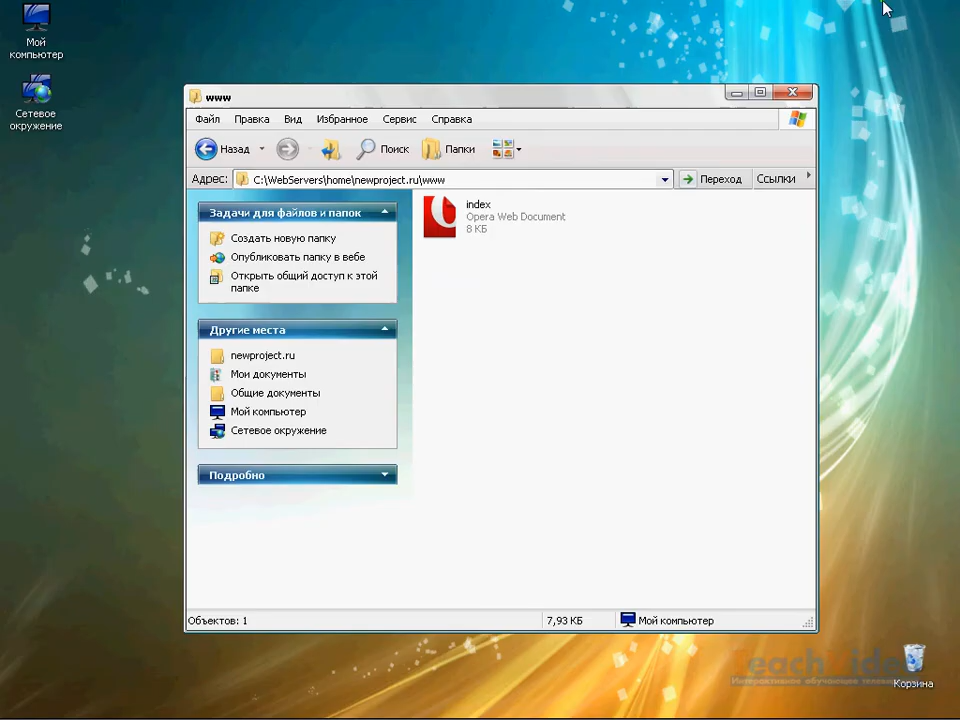 Мой
компьютер
Сетевое
окружение
www
Файл Правка Вид Избранное Сервис Справка
Назад Поиск Папки
Адрес: C:\WebServers\home\newproject.ru\www Переход Ссылки
Задачи для файлов и папок
Создать новую папку
Опубликовать папку в вебе
Открыть общий доступ к этой
папке
Другие места
newproject.ru
Мои документы
Общие документы
Мой компьютер
Сетевое окружение
Подробно
index
Opera Web Document
8 КБ
Объектов: 1 7,93 КБ Мой компьютер
Интерактивное обучающее
Корзина